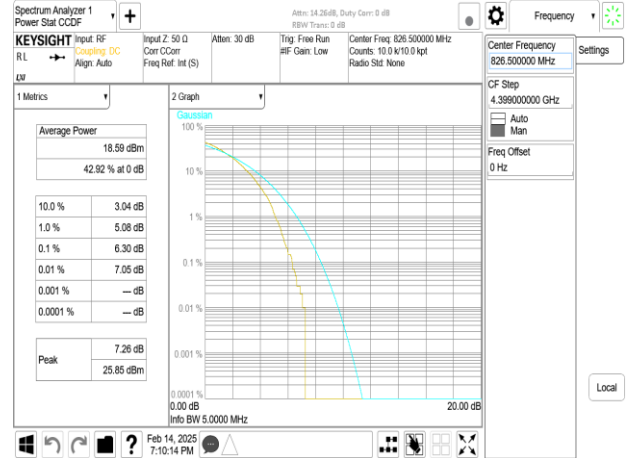 Spectrum Analyzer 1
Power Stat CCDF
Attn: 14.26dB, Duty Corr: 0 dB
RBW Trans: 0 dB
Frequency
KEYSIGHT
RL
LXI
Input: RF
Coupling: DC
Align: Auto
Input Z: 50 Ω
Corr CCorr
Freq Ref: Int (S)
Atten: 30 dB
Trig: Free Run
#IF Gain: Low
Center Freq: 826.500000 MHz
Counts: 10.0 k/10.0 kpt
Radio Std: None
Center Frequency
826.500000 MHz
Settings
CF Step
4.399000000 GHz
Auto
Man
Freq Offset
0 Hz
1 Metrics
Average Power
18.59 dBm
42.92 % at 0 dB
10.0 % 3.04 dB
1.0 % 5.08 dB
0.1 % 6.30 dB
0.01 % 7.05 dB
0.001 % --- dB
0.0001 % --- dB
Peak
7.26 dB
25.85 dBm
2 Graph
Gaussian
100 %
10 %
1 %
0.1 %
0.01 %
0.001 %
0.0001 %
0.00 dB 20.00 dB
Info BW 5.0000 MHz
Local
Feb 14, 2025
7:10:14 PM